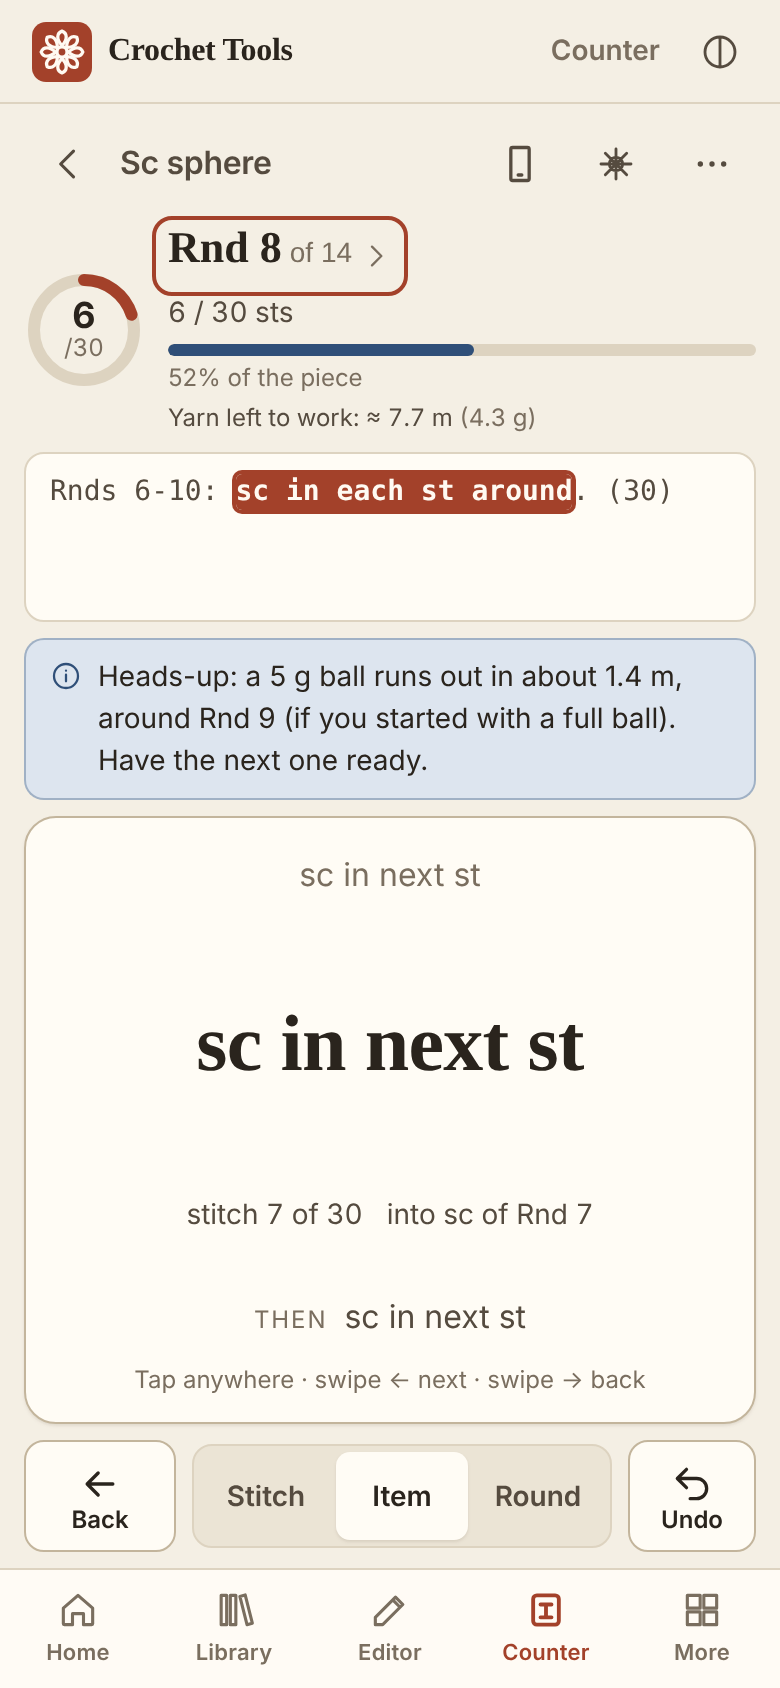 Crochet Tools
Counter
Sc sphere
Rnd 8 of 14
6
/30
6 / 30 sts
52% of the piece
Yarn left to work: ≈ 7.7 m (4.3 g)
Rnds 6-10: sc in each st around. (30)
Heads-up: a 5 g ball runs out in about 1.4 m,
around Rnd 9 (if you started with a full ball).
Have the next one ready.
sc in next st
sc in next st
stitch 7 of 30 into sc of Rnd 7
THEN sc in next st
Tap anywhere · swipe ← next · swipe → back
Back
Stitch
Item
Round
Undo
Home
Library
Editor
Counter
More